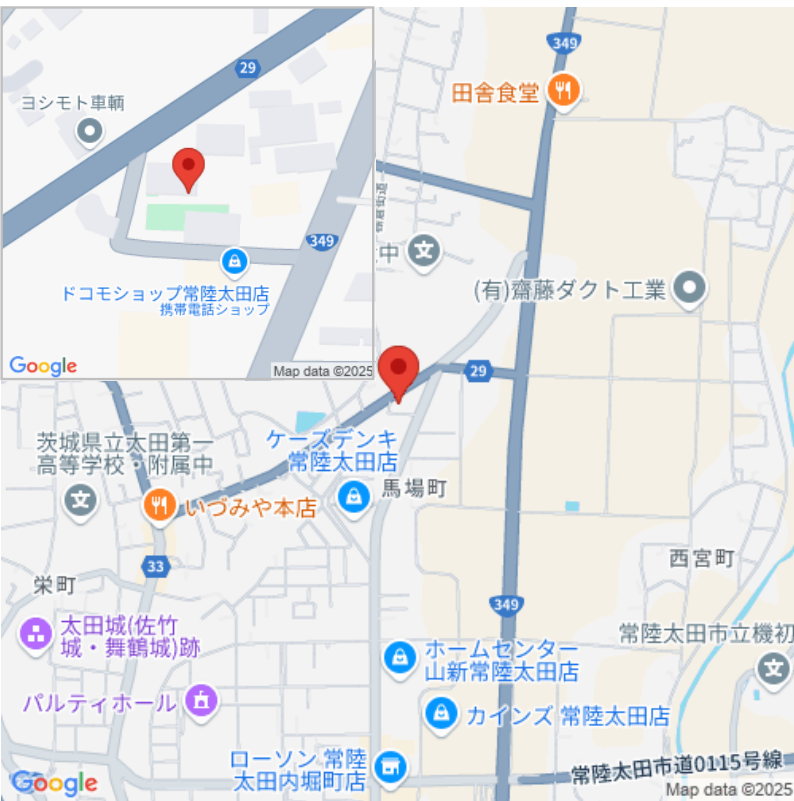 29
ヨシモト車輌
349
ドコモショップ常陸太田店
携帯電話ショップ
Google
Map data ©2025
349
田舎食堂
中
(有)齋藤ダクト工業
29
ケーズデンキ
常陸太田店
茨城県立太田第一
高等学校・附属中
馬場町
いづみや本店
33
西宮町
栄町
349
太田城(佐竹
城・舞鶴城)跡
常陸太田市立機初
ホームセンター
山新常陸太田店
パルティホール
カインズ 常陸太田店
ローソン 常陸
太田内堀町店
常陸太田市道0115号線
Google
Map data ©2025